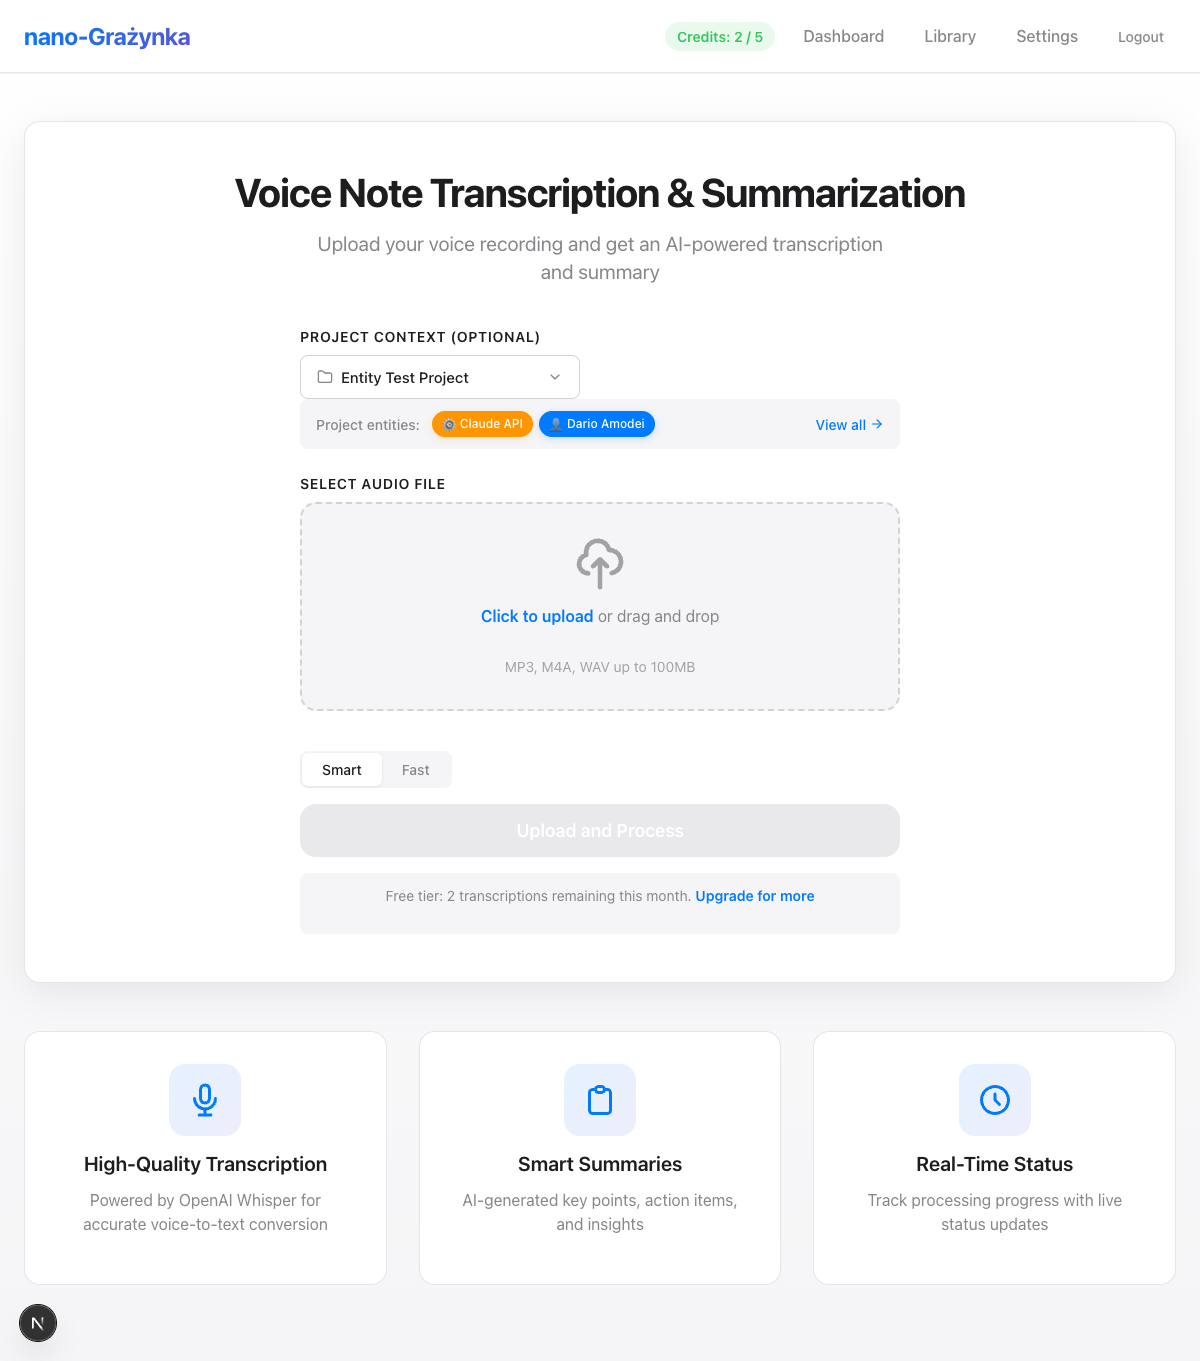 nano-Grażynka
Credits: 2 / 5
Dashboard
Library
Settings
Logout
Voice Note Transcription & Summarization
Upload your voice recording and get an AI-powered transcription
and summary
PROJECT CONTEXT (OPTIONAL)
Entity Test Project
Project entities:
Claude API
Dario Amodei
View all
SELECT AUDIO FILE
Click to upload or drag and drop
MP3, M4A, WAV up to 100MB
Smart
Fast
Upload and Process
Free tier: 2 transcriptions remaining this month. Upgrade for more
High-Quality Transcription
Powered by OpenAI Whisper for
accurate voice-to-text conversion
Smart Summaries
AI-generated key points, action items,
and insights
Real-Time Status
Track processing progress with live
status updates
N